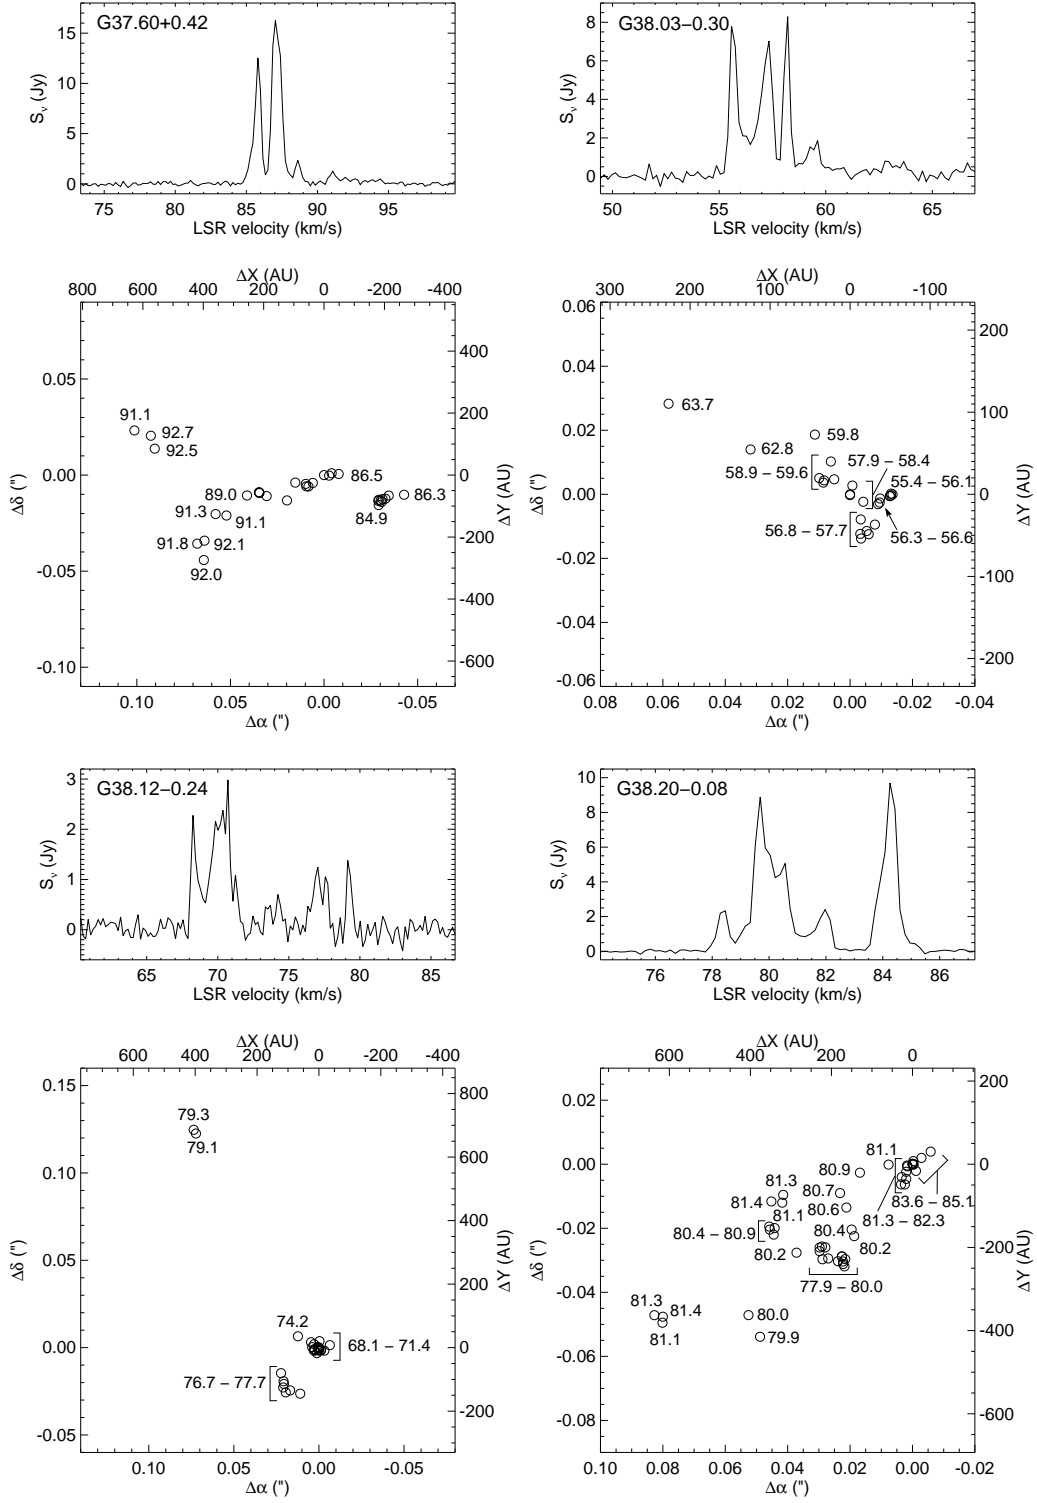 G37.60+0.42
15
10
5
0
Sν (Jy)
75 80 85 90 95
LSR velocity (km/s)
G38.03−0.30
8
6
4
2
0
Sν (Jy)
50 55 60 65
LSR velocity (km/s)
ΔX (AU)
800 600 400 200 0 -200 -400
0.05
0.00
-0.05
-0.10
Δδ (")
400
200
0
-200
-400
-600
ΔY (AU)
91.1
92.7
92.5
86.5
89.0
86.3
91.3
91.1
84.9
91.8
92.1
92.0
0.10 0.05 0.00 -0.05
Δα (")
ΔX (AU)
300 200 100 0 -100
0.06
0.04
0.02
0.00
-0.02
-0.04
-0.06
Δδ (")
200
100
0
-100
-200
ΔY (AU)
63.7
59.8
62.8
57.9 − 58.4
58.9 − 59.6
55.4 − 56.1
56.8 − 57.7
56.3 − 56.6
0.08 0.06 0.04 0.02 0.00 -0.02 -0.04
Δα (")
G38.12−0.24
3
2
1
0
Sν (Jy)
65 70 75 80 85
LSR velocity (km/s)
G38.20−0.08
10
8
6
4
2
0
Sν (Jy)
76 78 80 82 84 86
LSR velocity (km/s)
ΔX (AU)
600 400 200 0 -200 -400
0.15
0.10
0.05
0.00
-0.05
Δδ (")
800
600
400
200
0
-200
ΔY (AU)
79.3
79.1
74.2
68.1 − 71.4
76.7 − 77.7
0.10 0.05 0.00 -0.05
Δα (")
ΔX (AU)
600 400 200 0
0.02
0.00
-0.02
-0.04
-0.06
-0.08
Δδ (")
200
0
-200
-400
-600
ΔY (AU)
81.1
80.9
81.3
80.7
81.4
80.6
83.6 − 85.1
81.3 − 82.3
81.1
80.4 − 80.9
80.4
80.2
80.2
77.9 − 80.0
81.3
81.4
80.0
81.1
79.9
0.10 0.08 0.06 0.04 0.02 0.00 -0.02
Δα (")